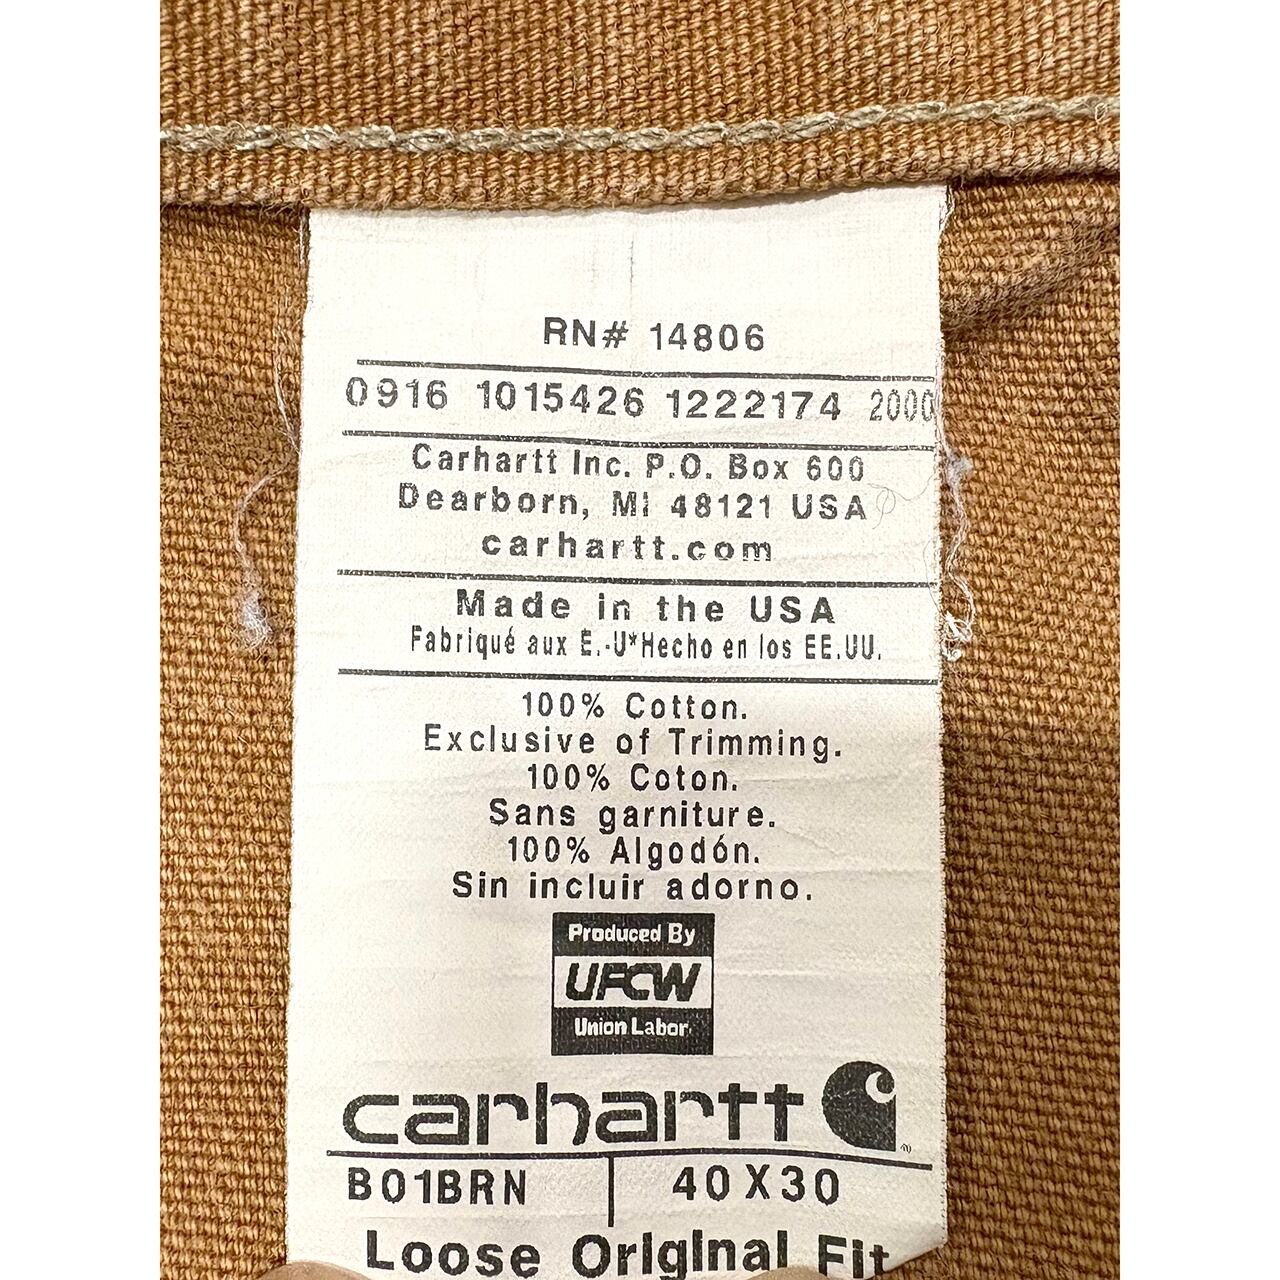 RN# 14806
0916 1015426 1222174 2000
Carhartt Inc. P.O. Box 600
Dearborn, MI 48121 USA
carhartt.com
Made in the USA
Fabriqué aux É.-U*Hecho en los EE.UU.
100% Cotton.
Exclusive of Trimming.
100% Coton.
Sans garniture.
100% Algodón.
Sin incluir adorno.
Produced By
UFCW
Union Labor
carhartt
B01BRN 40X30
Loose Original Fit